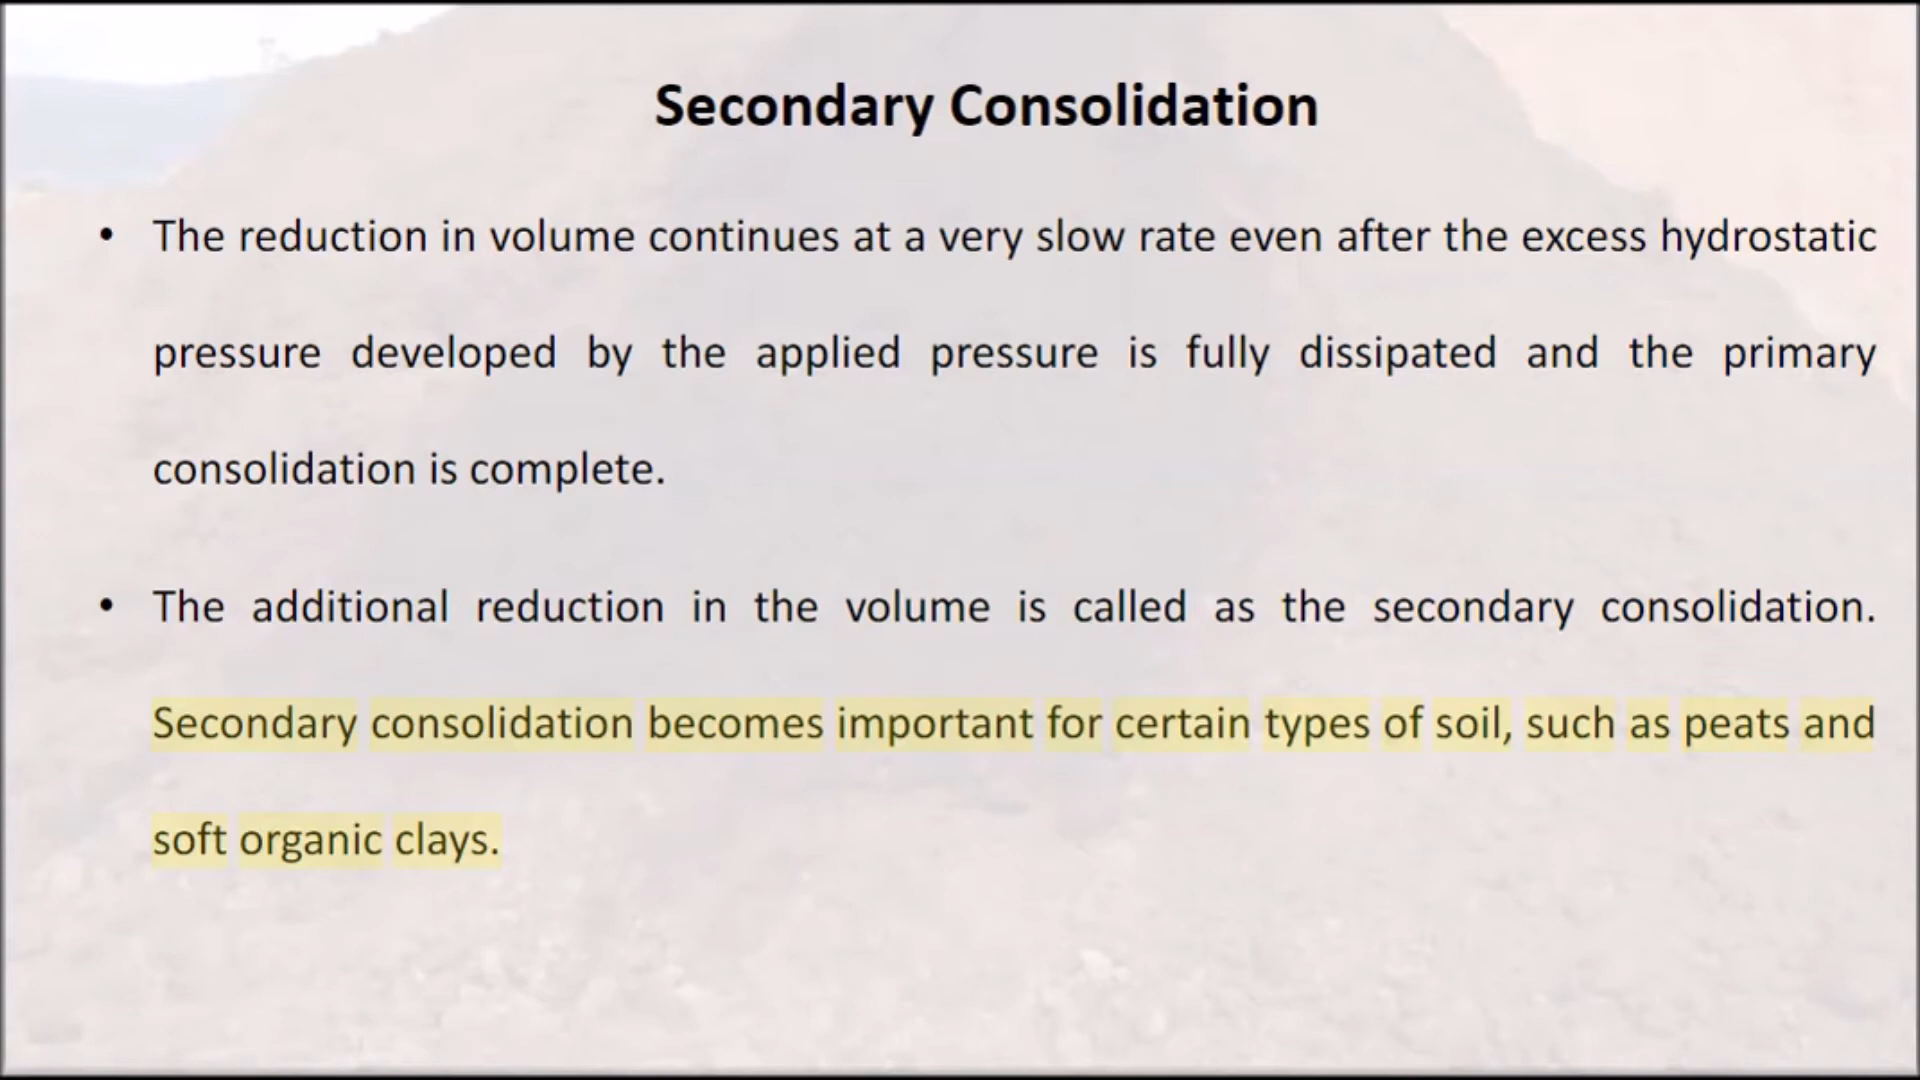 Secondary Consolidation
• The reduction in volume continues at a very slow rate even after the excess hydrostatic
pressure developed by the applied pressure is fully dissipated and the primary
consolidation is complete.
• The additional reduction in the volume is called as the secondary consolidation.
Secondary consolidation becomes important for certain types of soil, such as peats and
soft organic clays.